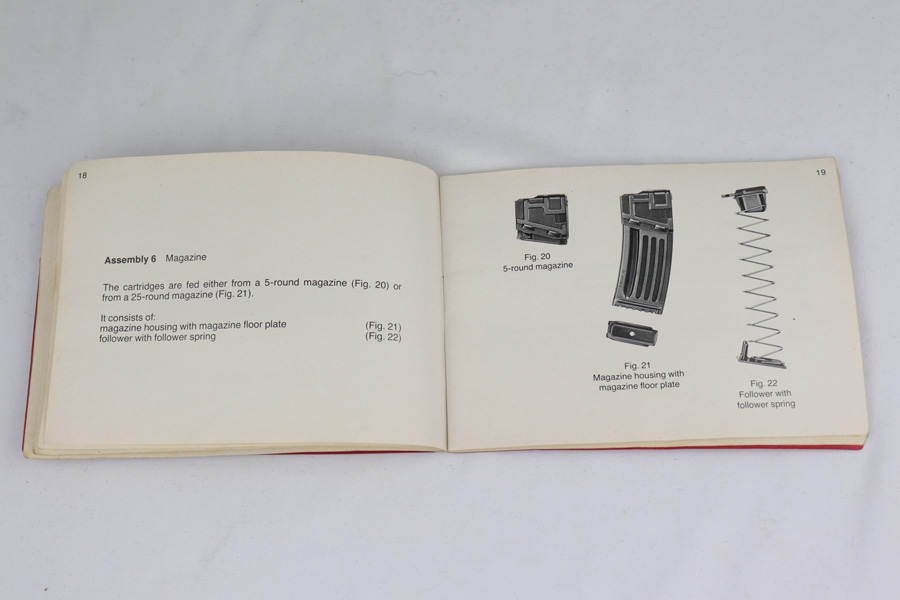 18
Assembly 6 Magazine
The cartridges are fed either from a 5-round magazine (Fig. 20) or
from a 25-round magazine (Fig. 21).
It consists of:
magazine housing with magazine floor plate (Fig. 21)
follower with follower spring (Fig. 22)
19
Fig. 20
5-round magazine
Fig. 21
Magazine housing with
magazine floor plate
Fig. 22
Follower with
follower spring